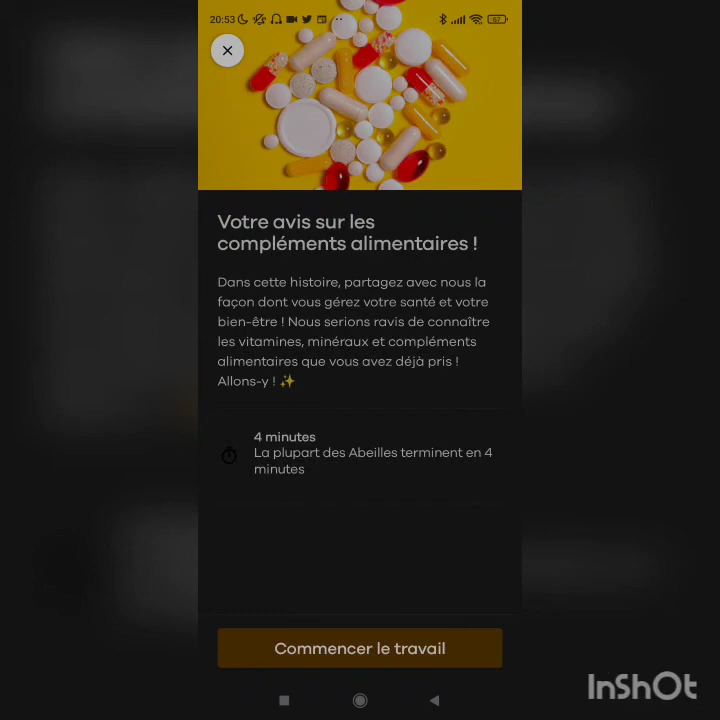 20:53
67
Votre avis sur les
compléments alimentaires !
Dans cette histoire, partagez avec nous la
façon dont vous gérez votre santé et votre
bien-être ! Nous serions ravis de connaître
les vitamines, minéraux et compléments
alimentaires que vous avez déjà pris !
Allons-y ! ✨
4 minutes
La plupart des Abeilles terminent en 4
minutes
Commencer le travail
InShOt